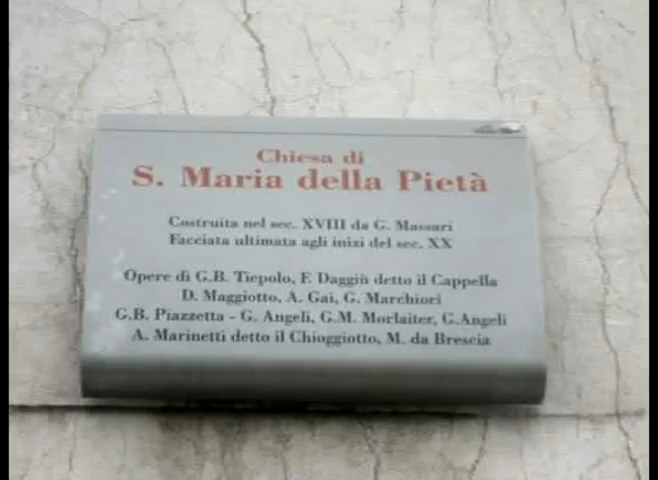 Chiesa di
S. Maria della Pietà
Costruita nel sec. XVIII da G. Massari
Facciata ultimata agli inizi del sec. XX
Opere di G.B. Tiepolo, F. Daggiù detto il Cappella
D. Maggiotto, A. Gai, G. Marchiori
G.B. Piazzetta - G. Angeli, G.M. Morlaiter, G.Angeli
A. Marinetti detto il Chioggiotto, M. da Brescia